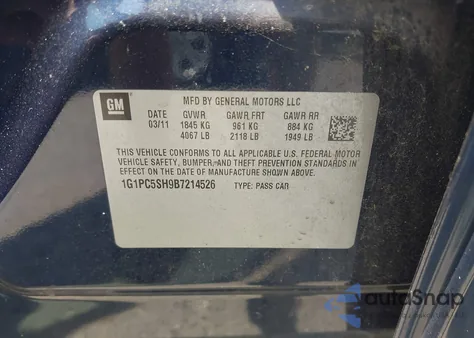 GM
MFD BY GENERAL MOTORS LLC
DATE GVWR GAWR FRT GAWR RR
03/11 1845 KG 961 KG 884 KG
4067 LB 2118 LB 1949 LB
THIS VEHICLE CONFORMS TO ALL APPLICABLE U.S. FEDERAL MOTOR
VEHICLE SAFETY, BUMPER, AND THEFT PREVENTION STANDARDS IN
EFFECT ON THE DATE OF MANUFACTURE SHOWN ABOVE.
1G1PC5SH9B7214526 TYPE: PASS CAR
autoSnap